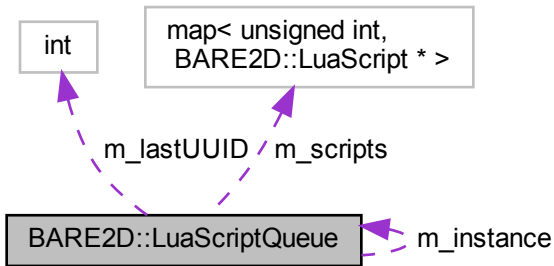 int
map< unsigned int,
BARE2D::LuaScript * >
m_lastUUID
m_scripts
BARE2D::LuaScriptQueue
m_instance